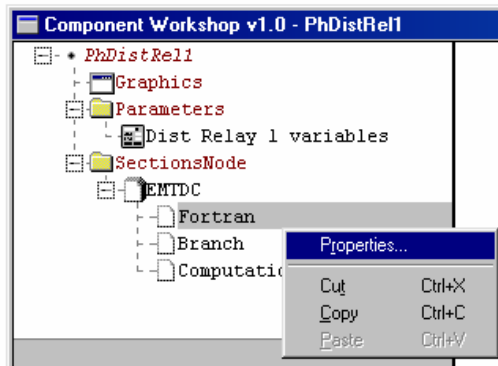 Component Workshop v1.0 - PhDistRel1
PhDistRel1
Graphics
Parameters
Dist Relay 1 variables
SectionsNode
EMTDC
Fortran
Branch
Properties...
Computatio
Cut Ctrl+X
Copy Ctrl+C
Paste Ctrl+V